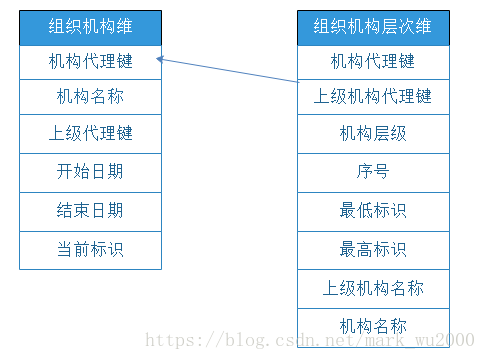 组织机构维
机构代理键
机构名称
上级代理键
开始日期
结束日期
当前标识
组织机构层次维
机构代理键
上级机构代理键
机构层级
序号
最低标识
最高标识
上级机构名称
机构名称
https://blog.csdn.net/mark_wu2000